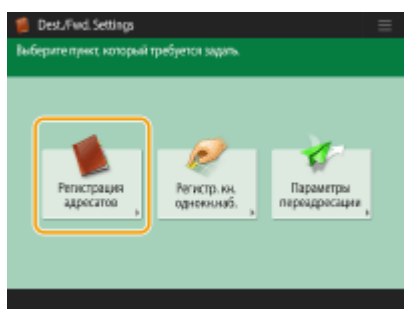 Dest./Fwd. Settings
Выберите пункт, который требуется задать.
Регистрация
адресатов
Регистр. кн.
однокн.наб.
Параметры
переадресации